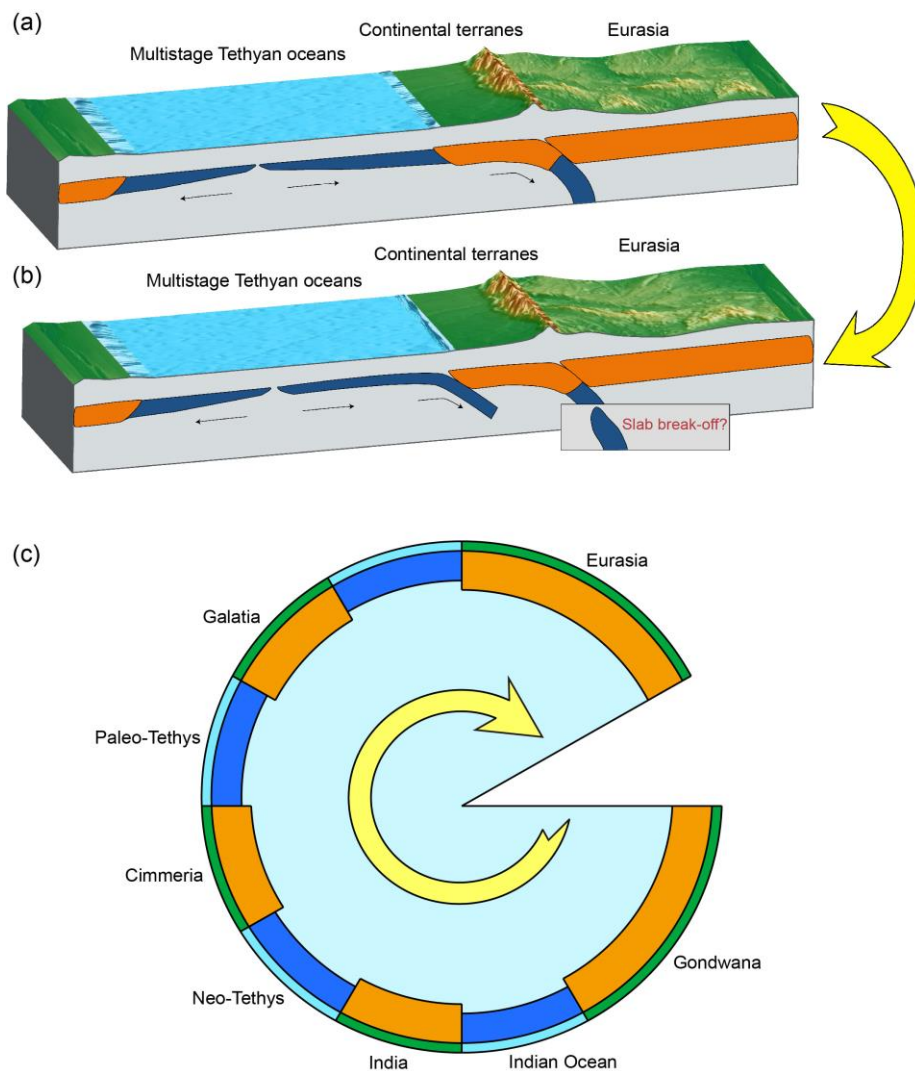 (a)
Continental terranes
Eurasia
Multistage Tethyan oceans
(b)
Continental terranes
Eurasia
Multistage Tethyan oceans
Slab break-off?
(c)
Eurasia
Galatia
Paleo-Tethys
Cimmeria
Neo-Tethys
India
Indian Ocean
Gondwana